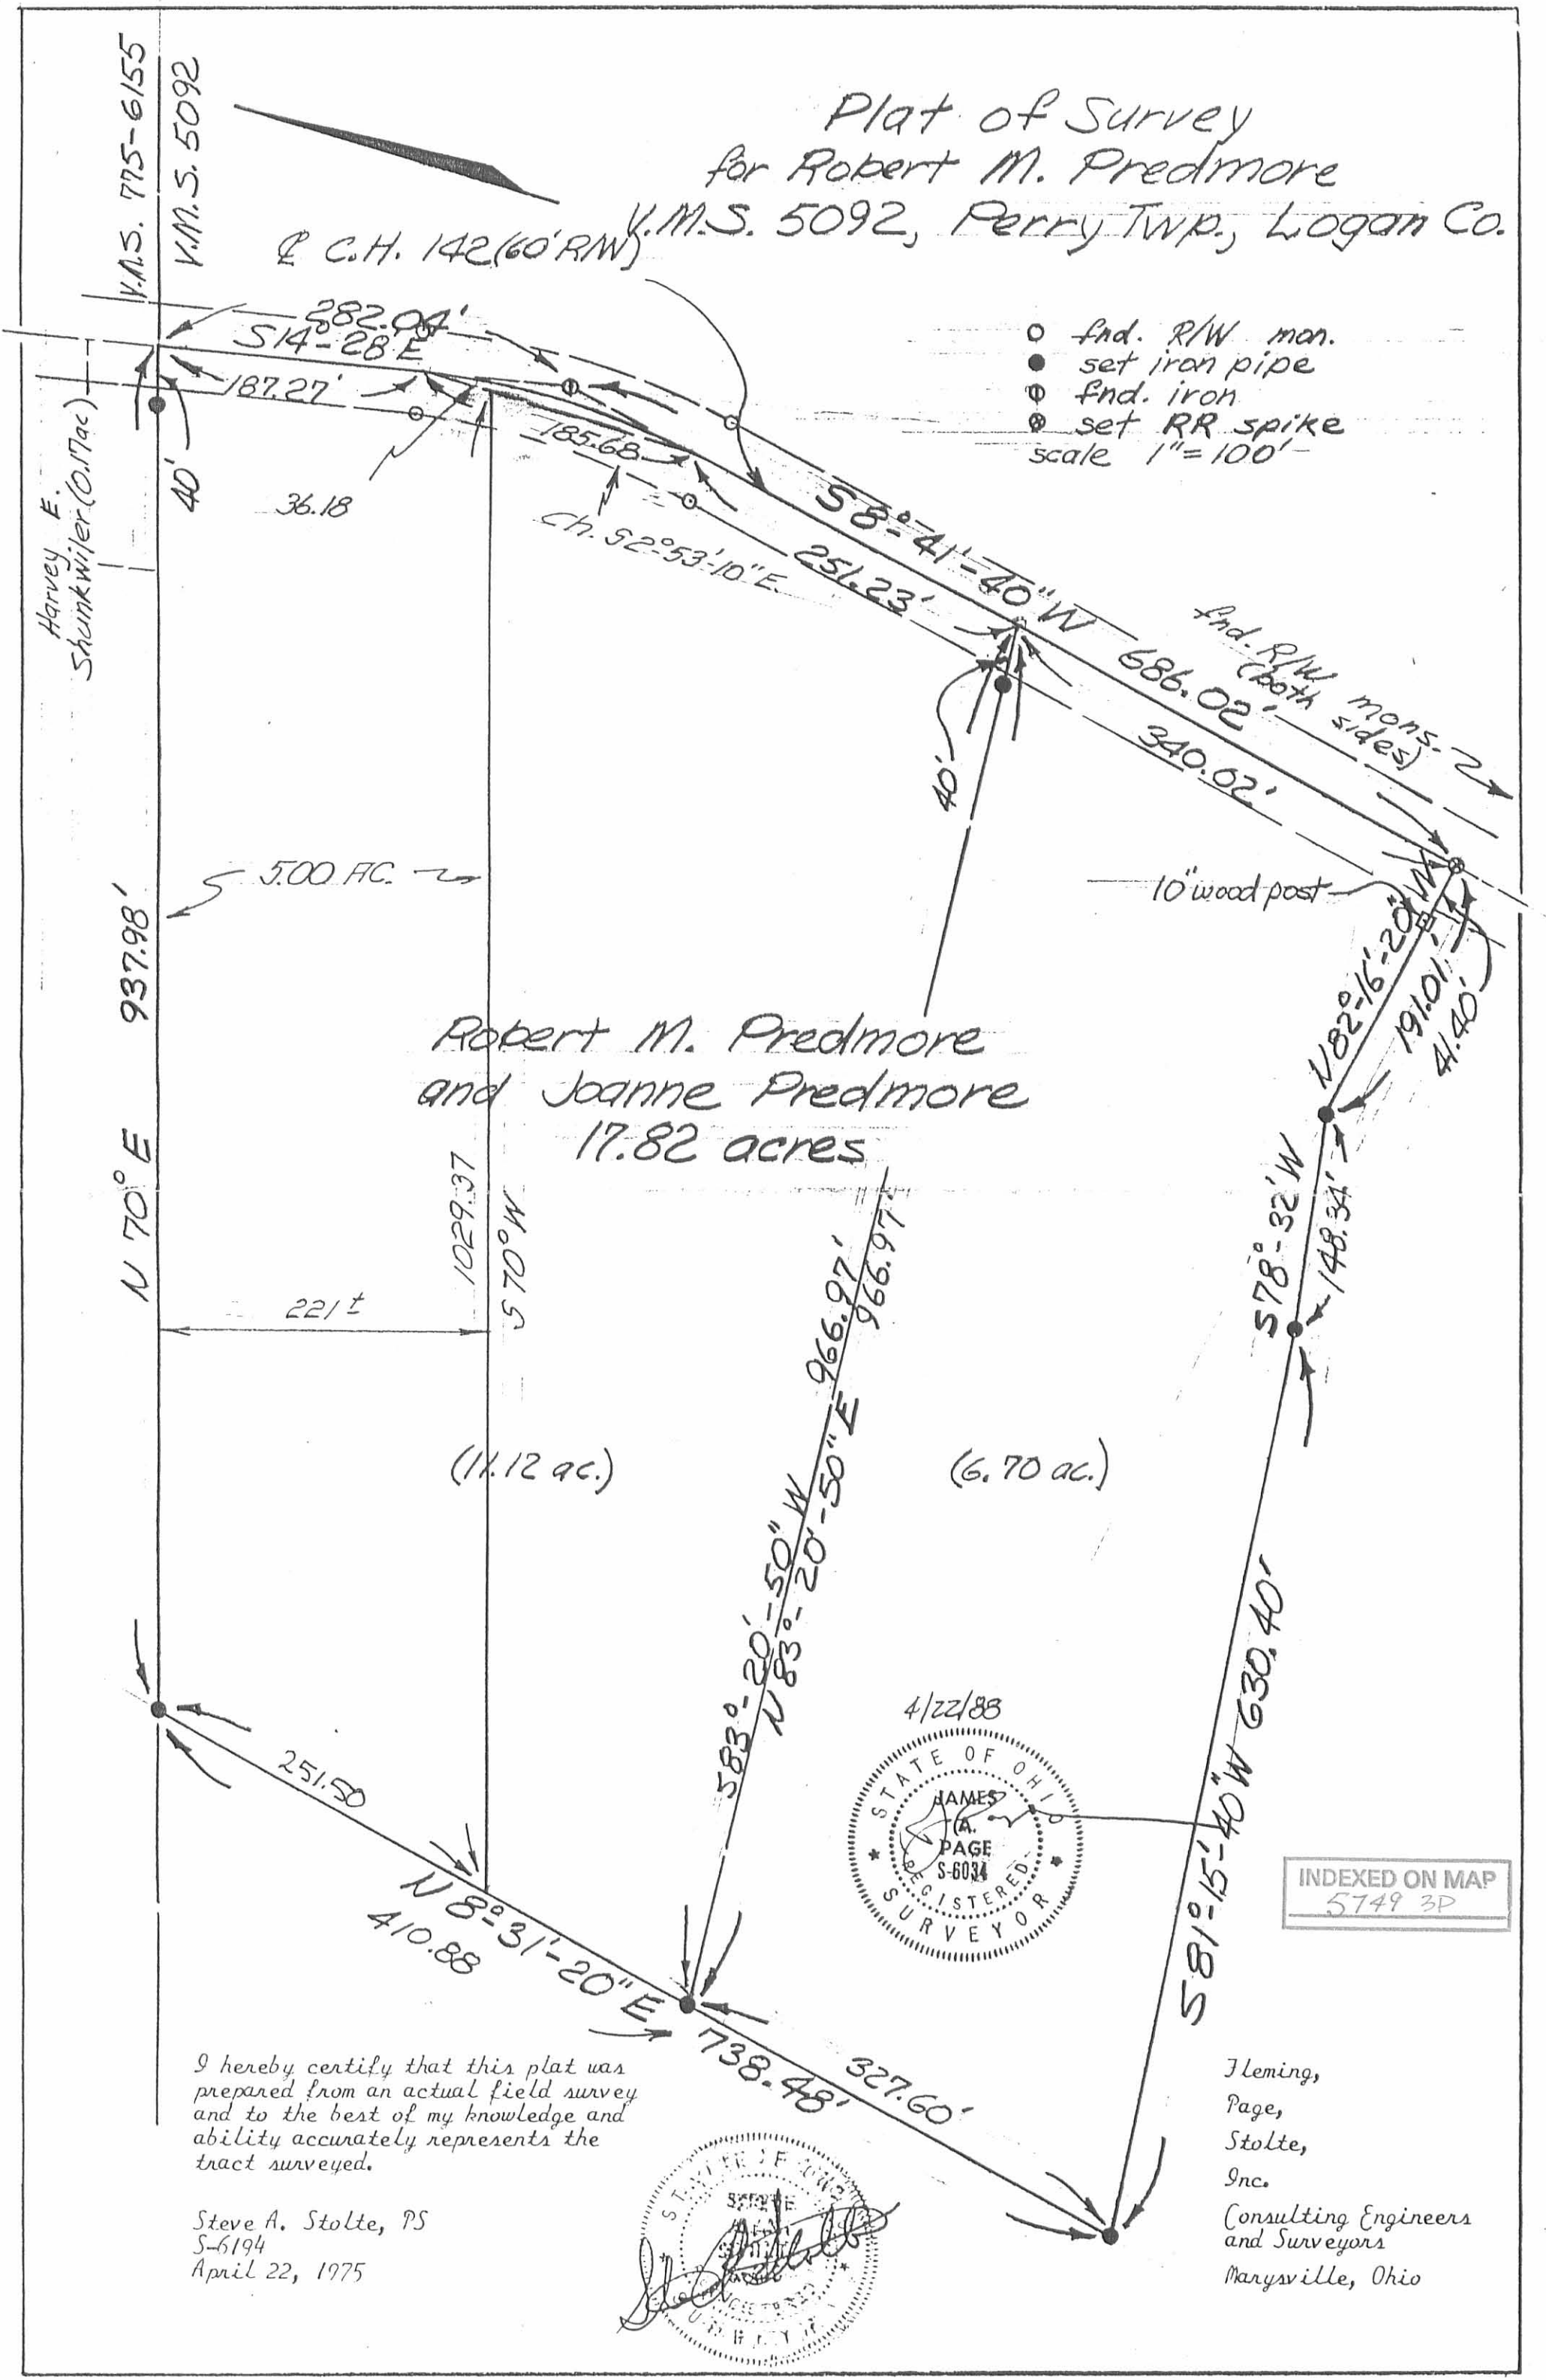 Plat of Survey
for Robert M. Predmore
V.M.S. 5092, Perry Twp., Logan Co.
V.M.S. 775-6155
V.M.S. 5092
℄ C.H. 142(60'R/W)
fnd. R/W mon.
set iron pipe
fnd. iron
set RR spike
scale 1"=100'
282.04'
S14°-28'E
187.27'
40'
36.18
185.68
Ch. S2°-53'-10"E.
Harvey E.
Shunkwiler(0.17ac)
S8°-41'-40"W 686.02'
251.23'
340.02'
fnd. R/W mons.
(both sides)
40'
10"wood post
5.00 AC.
N82°-16'-20"W
191.01'
41.40'
N 70° E 937.98'
Robert M. Predmore
and Joanne Predmore
17.82 acres
1029.37
S 70° W
S78°-32'W
148.34'
221±
(11.12 ac.)
(6.70 ac.)
S83°-20'-50"W 966.97'
N83°-20'-50"E 966.97'
S81°-15'-40"W 630.40'
4/22/88
STATE OF OHIO
JAMES
A.
PAGE
S-6034
REGISTERED
SURVEYOR
INDEXED ON MAP
5749 3P
251.50
N8°-31'-20"E 738.48'
410.88
327.60'
I hereby certify that this plat was
prepared from an actual field survey
and to the best of my knowledge and
ability accurately represents the
tract surveyed.
Steve A. Stolte, PS
S-6194
April 22, 1975
Fleming,
Page,
Stolte,
Inc.
Consulting Engineers
and Surveyors
Marysville, Ohio